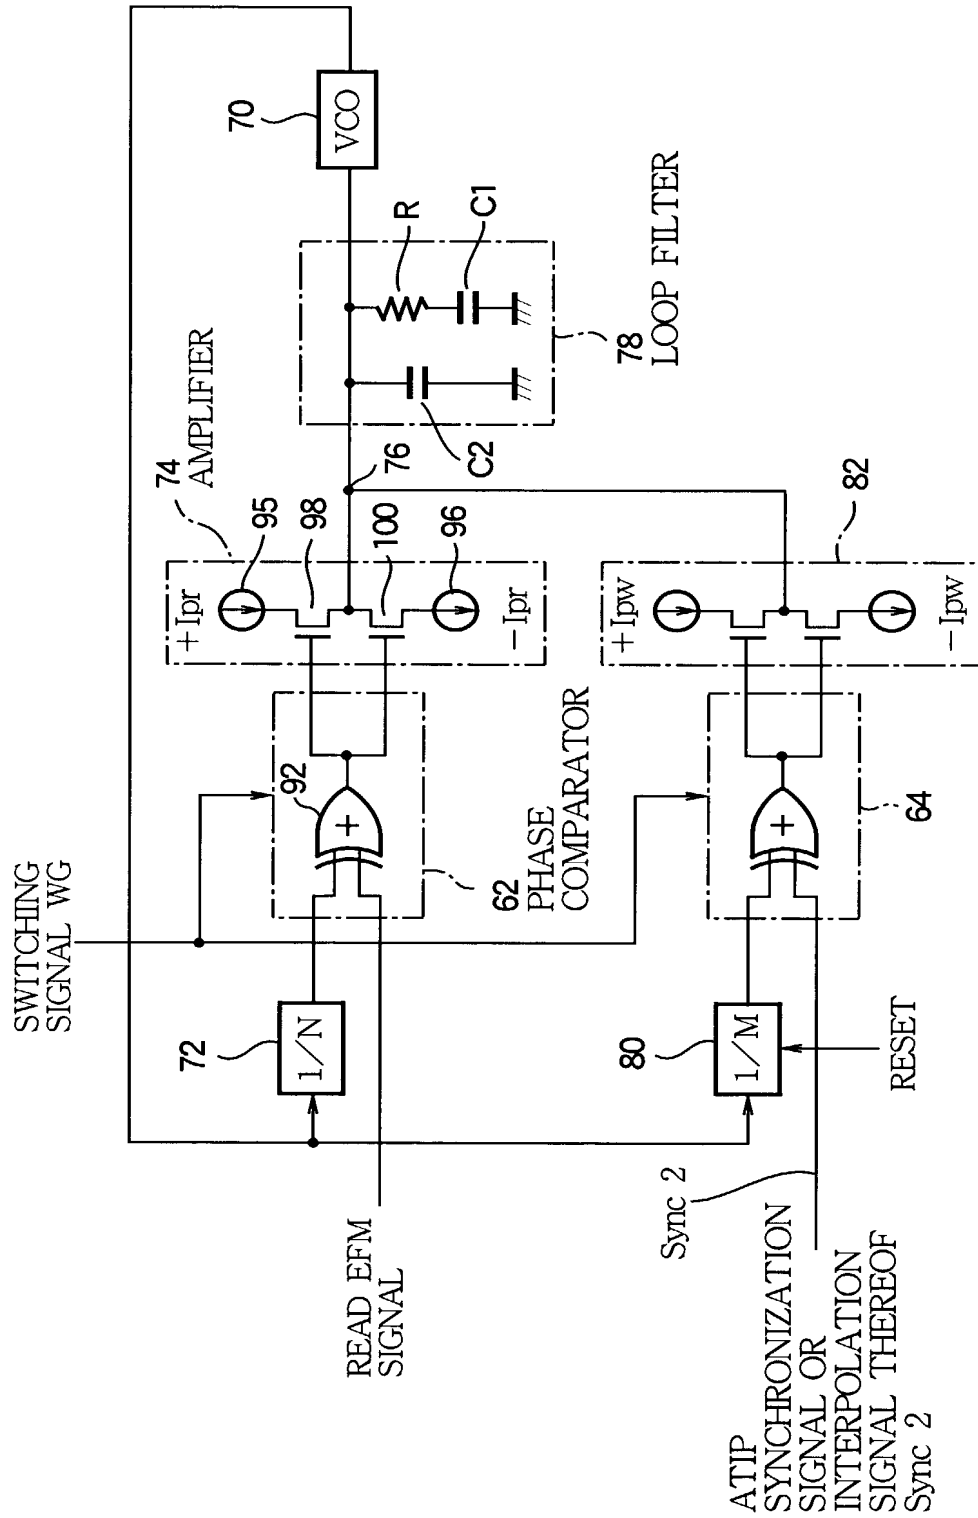 SWITCHING
SIGNAL WG
70
VCO
74
AMPLIFIER
95
98
76
100
96
+Ipr
−Ipr
R
C1
C2
78
LOOP FILTER
92
+
62
PHASE
COMPARATOR
72
1/N
READ EFM
SIGNAL
82
+Ipw
−Ipw
+
64
80
1/M
RESET
Sync 2
ATIP
SYNCHRONIZATION
SIGNAL OR
INTERPOLATION
SIGNAL THEREOF
Sync 2